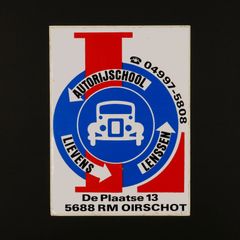 AUTORIJSCHOOL
☎ 04997-5808
LIEVENS
LENSSEN
L
De Plaatse 13
5688 RM OIRSCHOT